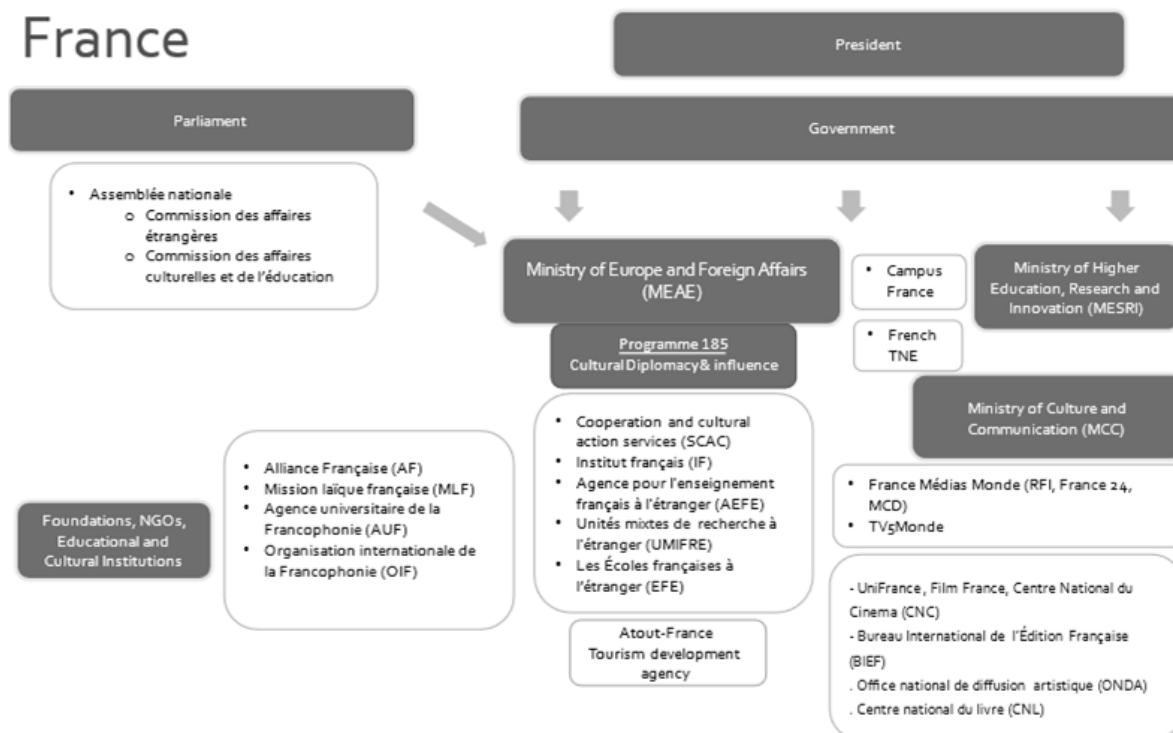 France
President
Parliament
Government
• Assemblée nationale
o Commission des affaires
étrangères
o Commission des affaires
culturelles et de l'éducation
Ministry of Europe and Foreign Affairs
(MEAE)
• Campus
France
• French
TNE
Ministry of Higher
Education, Research and
Innovation (MESRI)
Programme 185
Cultural Diplomacy & influence
Ministry of Culture and
Communication (MCC)
Foundations, NGOs,
Educational and
Cultural Institutions
• Alliance Française (AF)
• Mission laïque française (MLF)
• Agence universitaire de la
Francophonie (AUF)
• Organisation internationale de
la Francophonie (OIF)
• Cooperation and cultural
action services (SCAC)
• Institut français (IF)
• Agence pour l'enseignement
français à l'étranger (AEFE)
• Unités mixtes de recherche à
l'étranger (UMIFRE)
• Les Écoles françaises à
l'étranger (EFE)
• France Médias Monde (RFI, France 24,
MCD)
• TV5Monde
- UniFrance, Film France, Centre National du
Cinema (CNC)
- Bureau International de l'Édition Française
(BIEF)
. Office national de diffusion artistique (ONDA)
. Centre national du livre (CNL)
Atout-France
Tourism development
agency